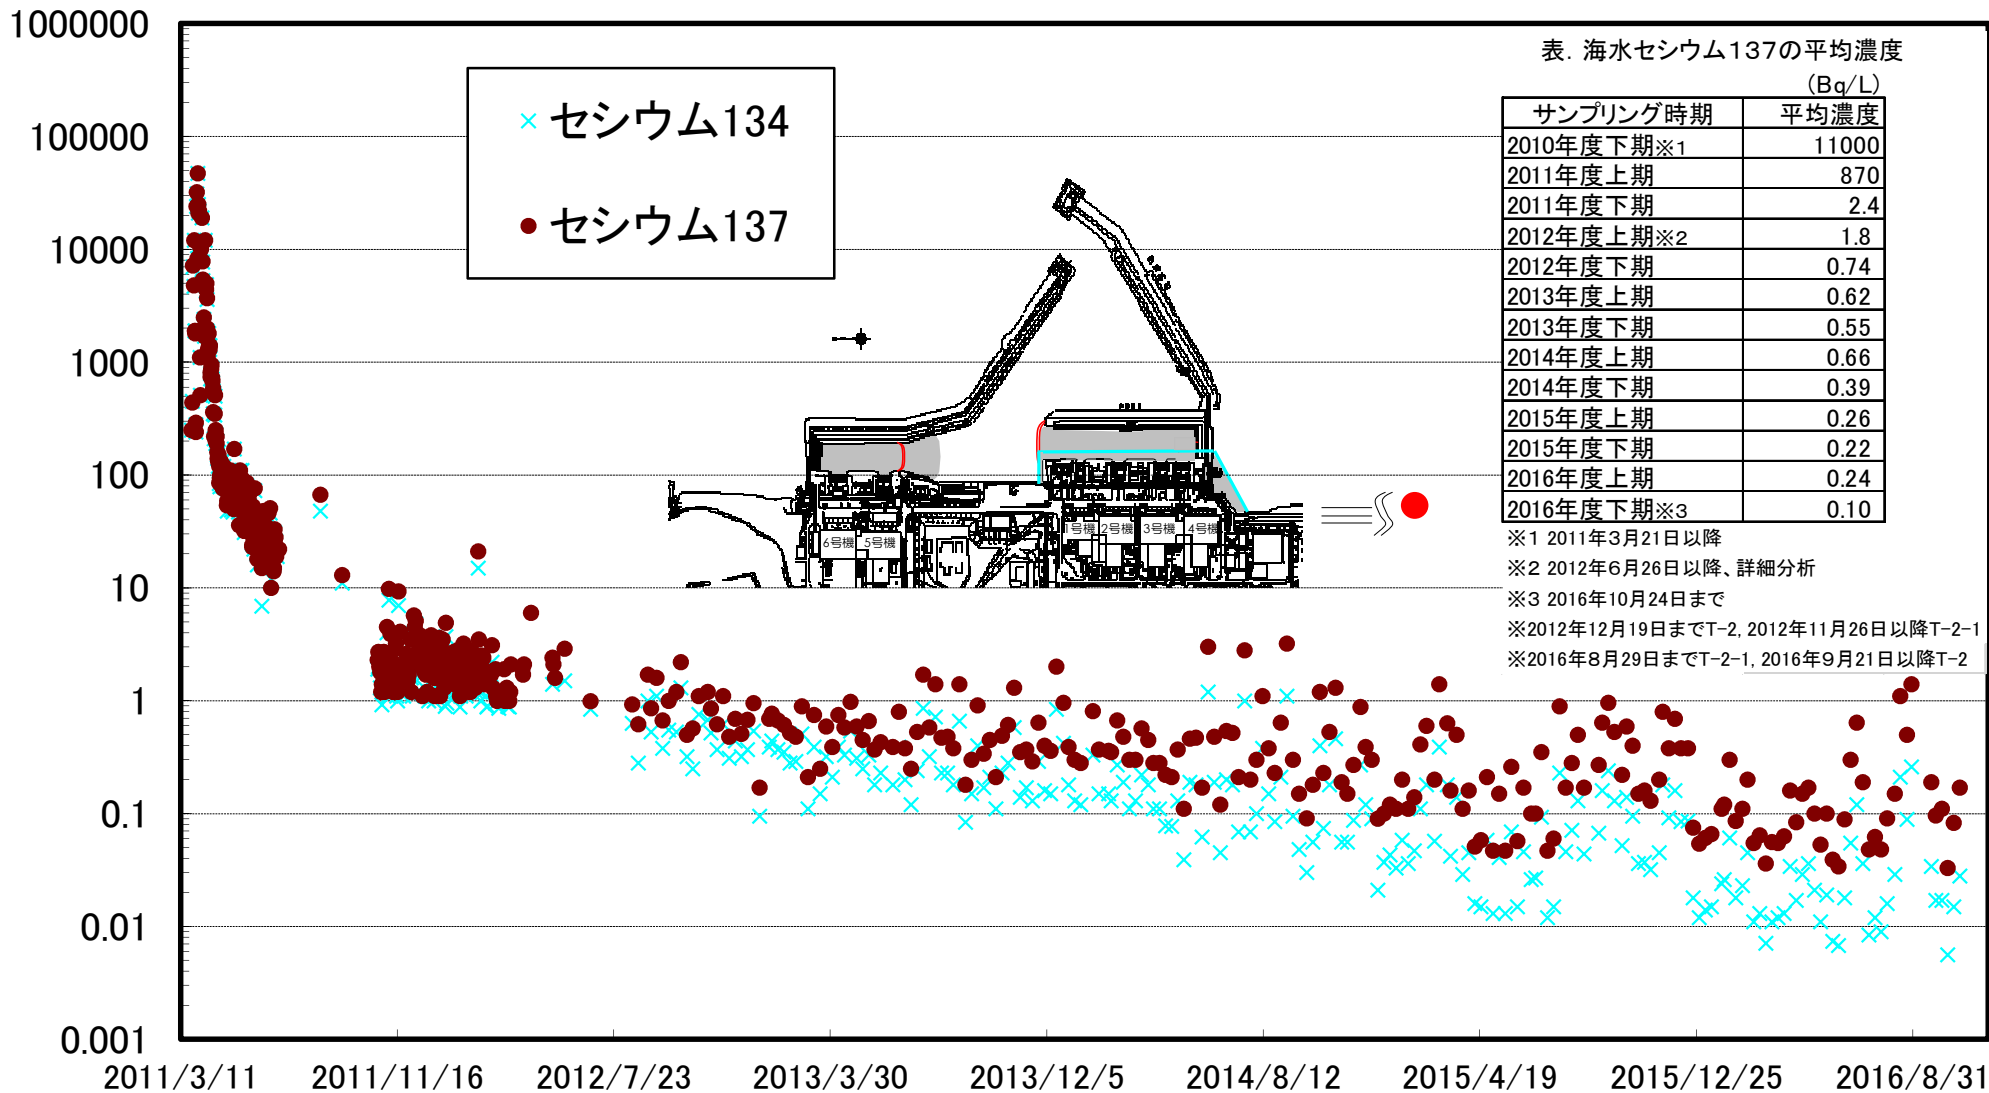 1000000
100000
10000
1000
100
10
1
0.1
0.01
0.001
2011/3/11
2011/11/16
2012/7/23
2013/3/30
2013/12/5
2014/8/12
2015/4/19
2015/12/25
2016/8/31
セシウム134
セシウム137
6号機 5号機
1号機 2号機 3号機 4号機
表. 海水セシウム137の平均濃度
(Bq/L)
サンプリング時期 平均濃度
2010年度下期※1 11000
2011年度上期 870
2011年度下期 2.4
2012年度上期※2 1.8
2012年度下期 0.74
2013年度上期 0.62
2013年度下期 0.55
2014年度上期 0.66
2014年度下期 0.39
2015年度上期 0.26
2015年度下期 0.22
2016年度上期 0.24
2016年度下期※3 0.10
※1 2011年3月21日以降
※2 2012年6月26日以降、詳細分析
※3 2016年10月24日まで
※2012年12月19日までT-2, 2012年11月26日以降T-2-1
※2016年8月29日までT-2-1, 2016年9月21日以降T-2